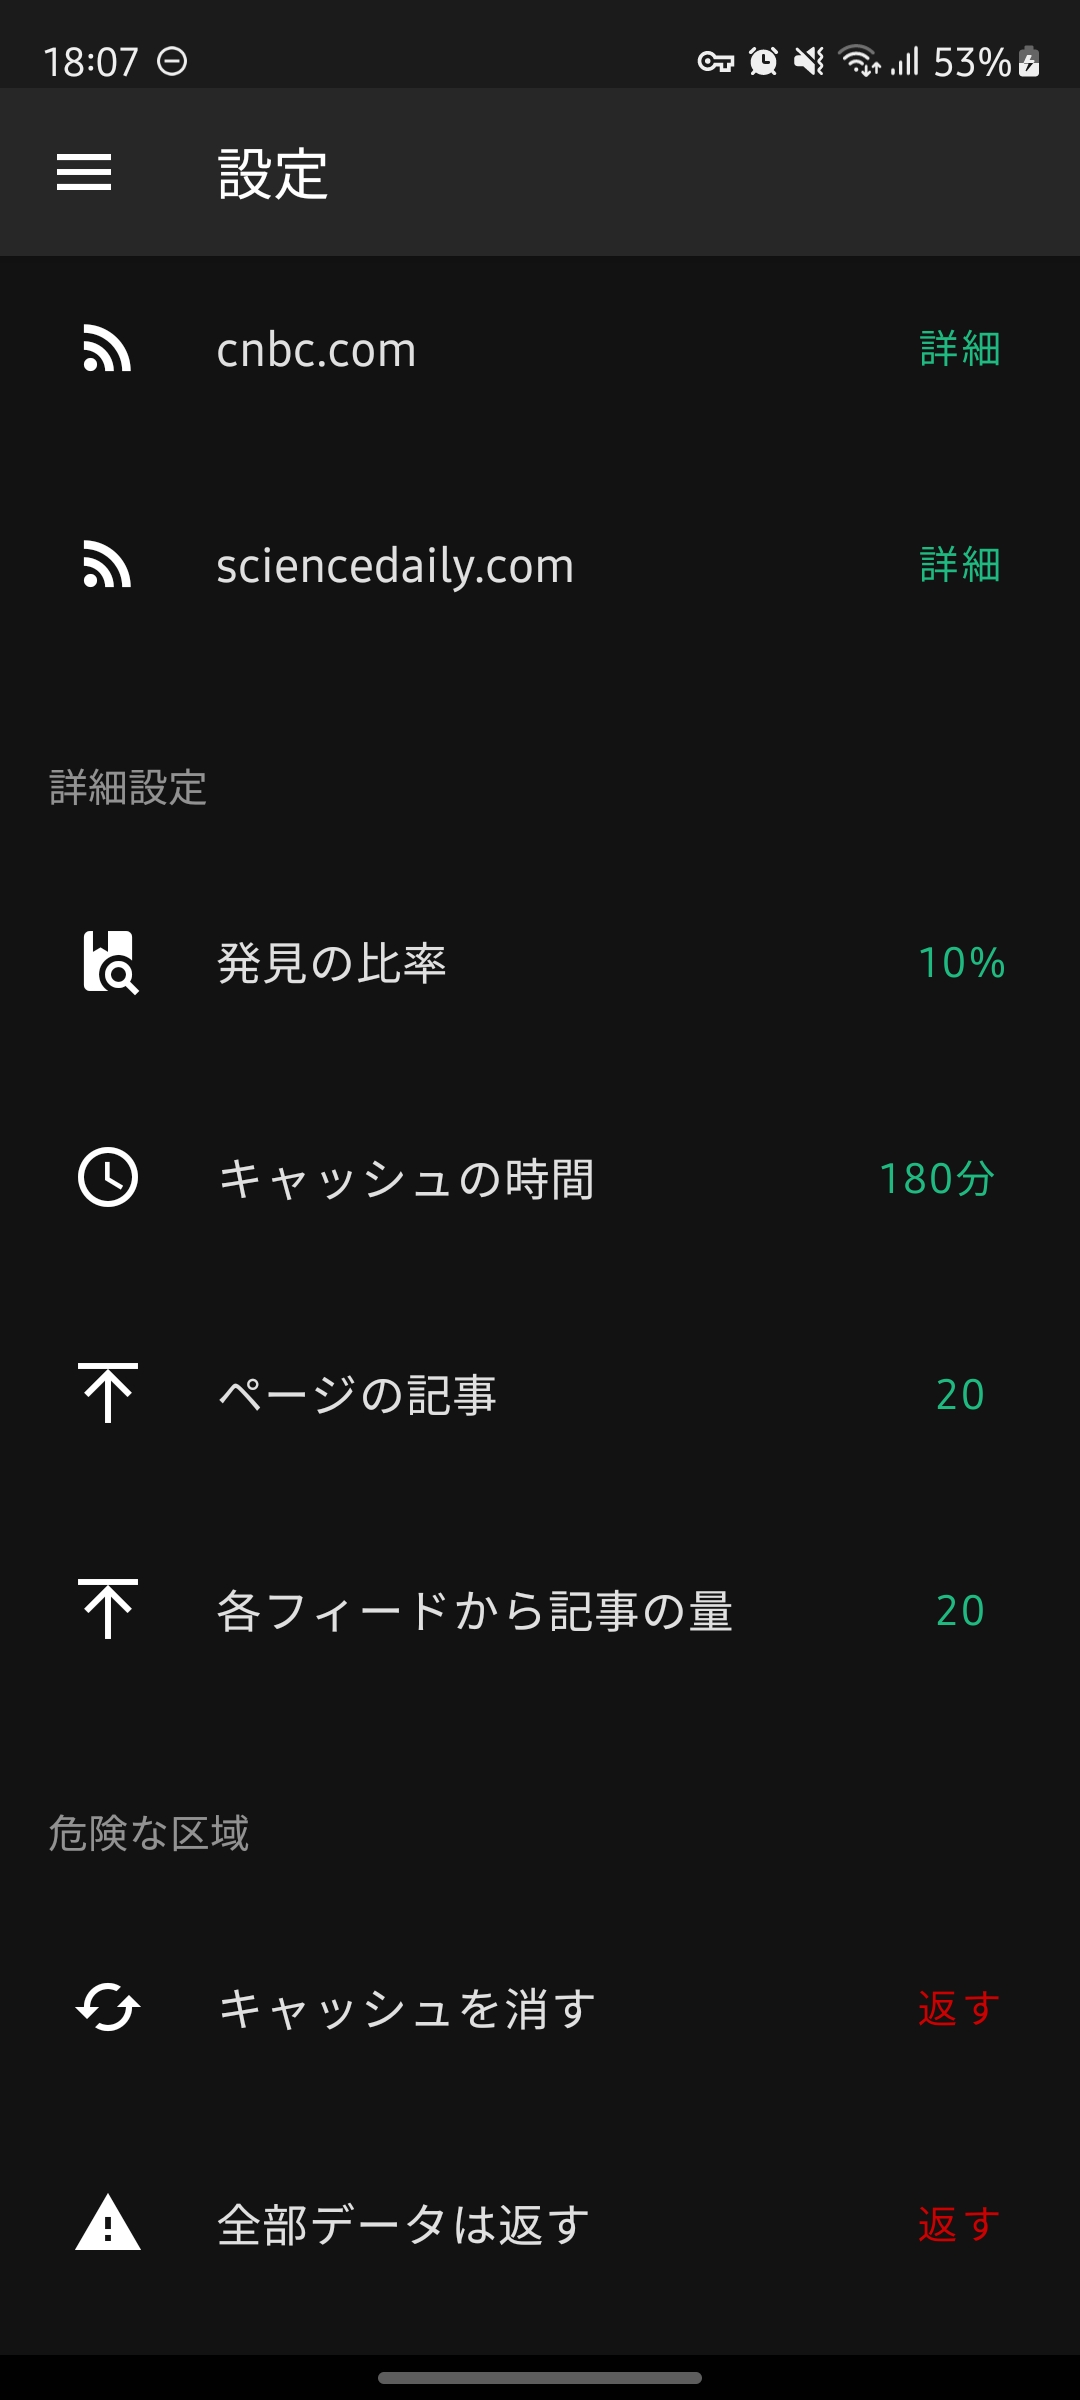 18:07 53%
設定
cnbc.com 詳細
sciencedaily.com 詳細
詳細設定
発見の比率 10%
キャッシュの時間 180分
ページの記事 20
各フィードから記事の量 20
危険な区域
キャッシュを消す 返す
全部データは返す 返す